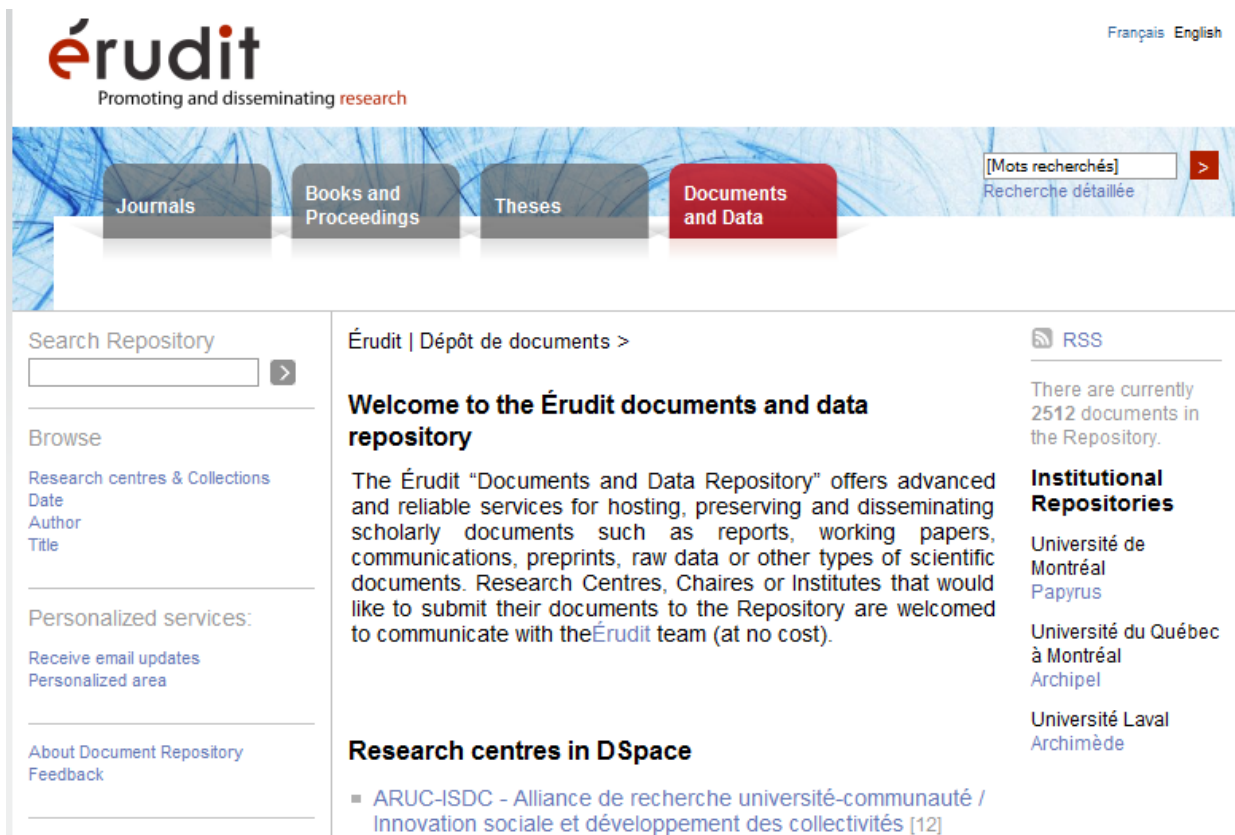 érudit
Promoting and disseminating research
Français English
Journals
Books and
Proceedings
Theses
Documents
and Data
[Mots recherchés]
>
Recherche détaillée
Search Repository
>
Browse
Research centres & Collections
Date
Author
Title
Personalized services:
Receive email updates
Personalized area
About Document Repository
Feedback
Érudit | Dépôt de documents >
Welcome to the Érudit documents and data
repository
The Érudit “Documents and Data Repository” offers advanced
and reliable services for hosting, preserving and disseminating
scholarly documents such as reports, working papers,
communications, preprints, raw data or other types of scientific
documents. Research Centres, Chaires or Institutes that would
like to submit their documents to the Repository are welcomed
to communicate with theÉrudit team (at no cost).
Research centres in DSpace
ARUC-ISDC - Alliance de recherche université-communauté /
Innovation sociale et développement des collectivités [12]
RSS
There are currently
2512 documents in
the Repository.
Institutional
Repositories
Université de
Montréal
Papyrus
Université du Québec
à Montréal
Archipel
Université Laval
Archimède